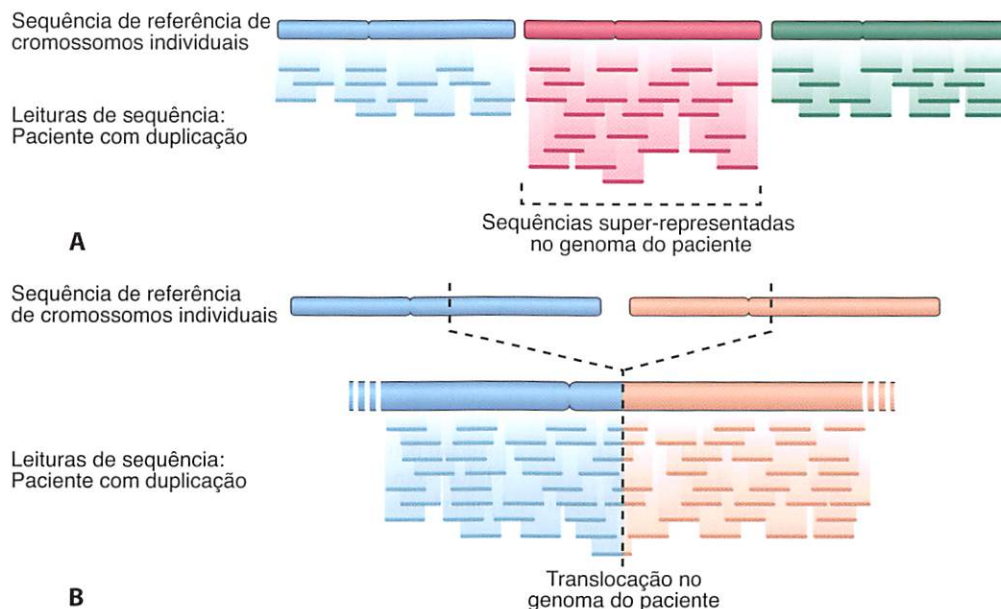 Sequência de referência de
cromossomos individuais
Leituras de sequência:
Paciente com duplicação
Sequências super-representadas
no genoma do paciente
A
Sequência de referência
de cromossomos individuais
Leituras de sequência:
Paciente com duplicação
Translocação no
genoma do paciente
B